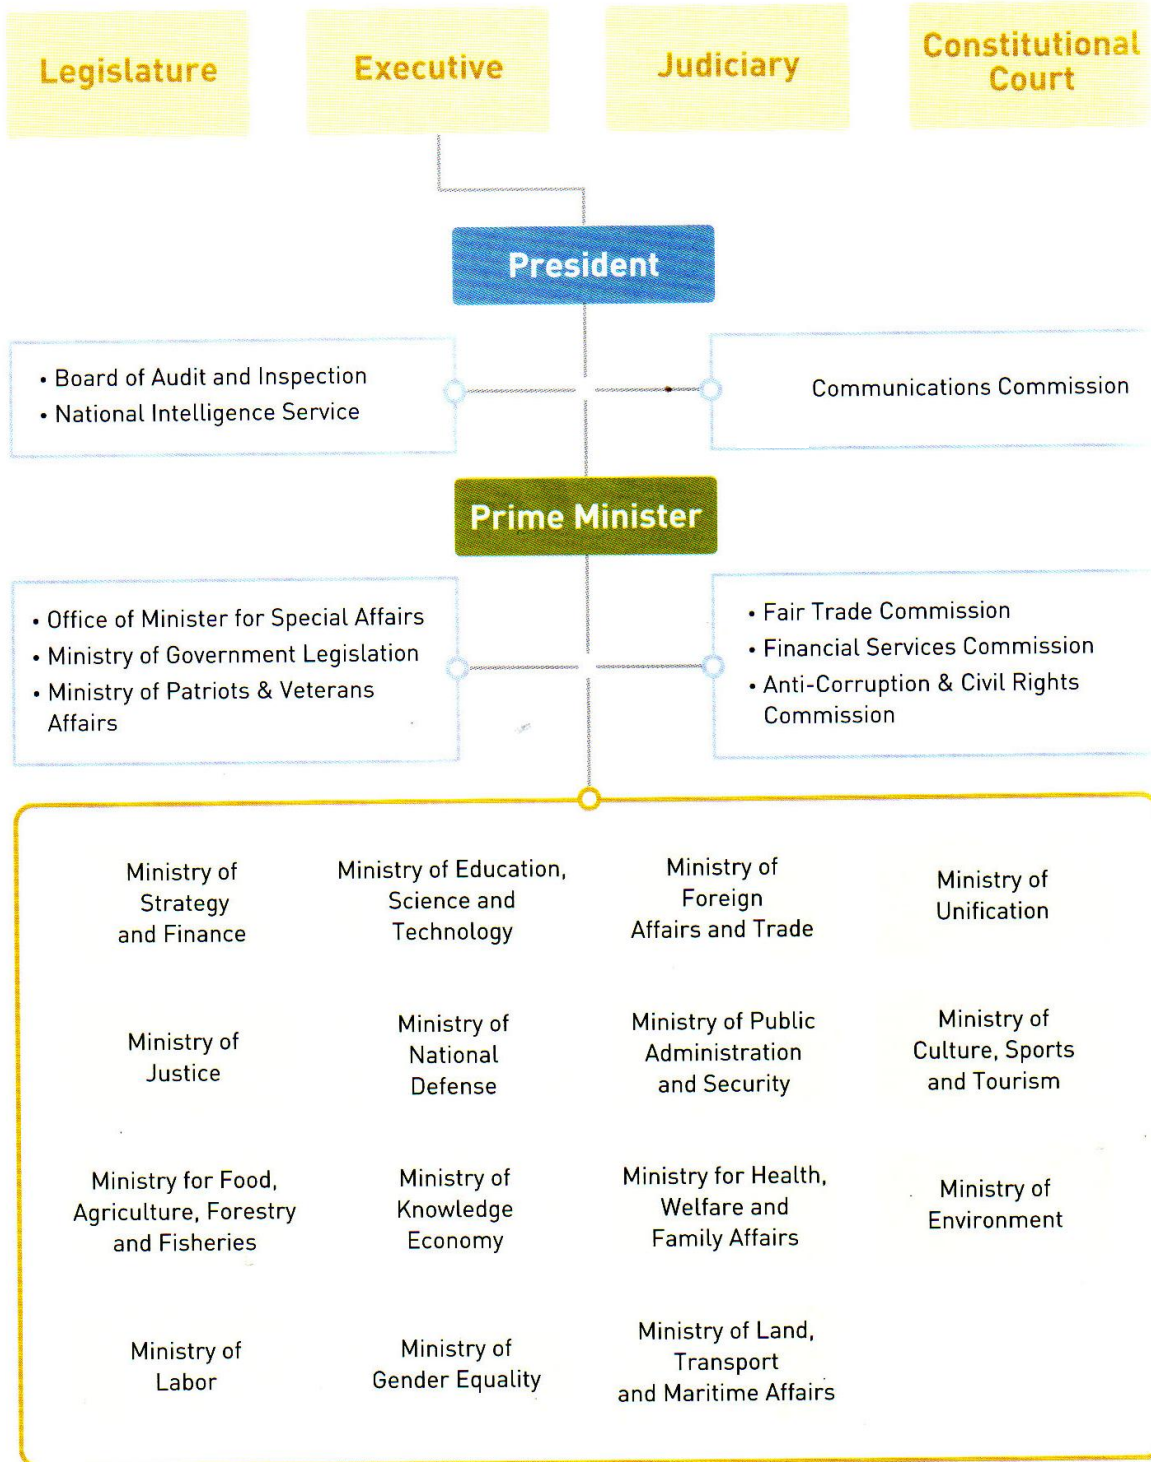 Legislature
Executive
Judiciary
Constitutional
Court
President
• Board of Audit and Inspection
• National Intelligence Service
Communications Commission
Prime Minister
• Office of Minister for Special Affairs
• Ministry of Government Legislation
• Ministry of Patriots & Veterans
Affairs
• Fair Trade Commission
• Financial Services Commission
• Anti-Corruption & Civil Rights
Commission
Ministry of
Strategy
and Finance
Ministry of Education,
Science and
Technology
Ministry of
Foreign
Affairs and Trade
Ministry of
Unification
Ministry of
Justice
Ministry of
National
Defense
Ministry of Public
Administration
and Security
Ministry of
Culture, Sports
and Tourism
Ministry for Food,
Agriculture, Forestry
and Fisheries
Ministry of
Knowledge
Economy
Ministry for Health,
Welfare and
Family Affairs
Ministry of
Environment
Ministry of
Labor
Ministry of
Gender Equality
Ministry of Land,
Transport
and Maritime Affairs